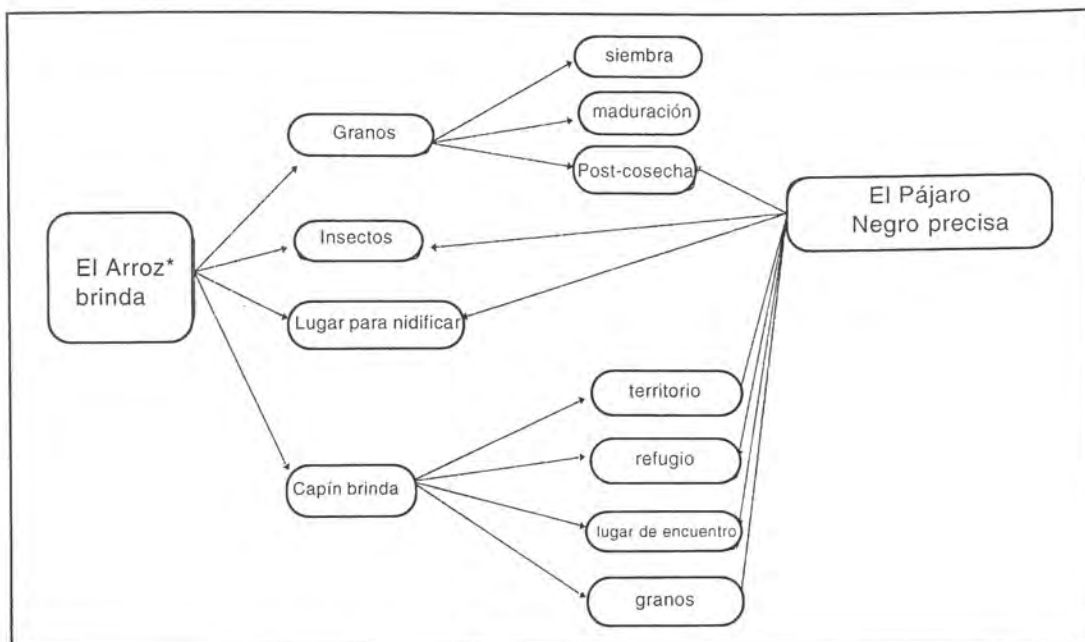 siembra
Granos
maduración
Post-cosecha
El Pájaro
Negro precisa
Insectos
El Arroz*
brinda
Lugar para nidificar
territorio
refugio
Capín brinda
lugar de encuentro
granos